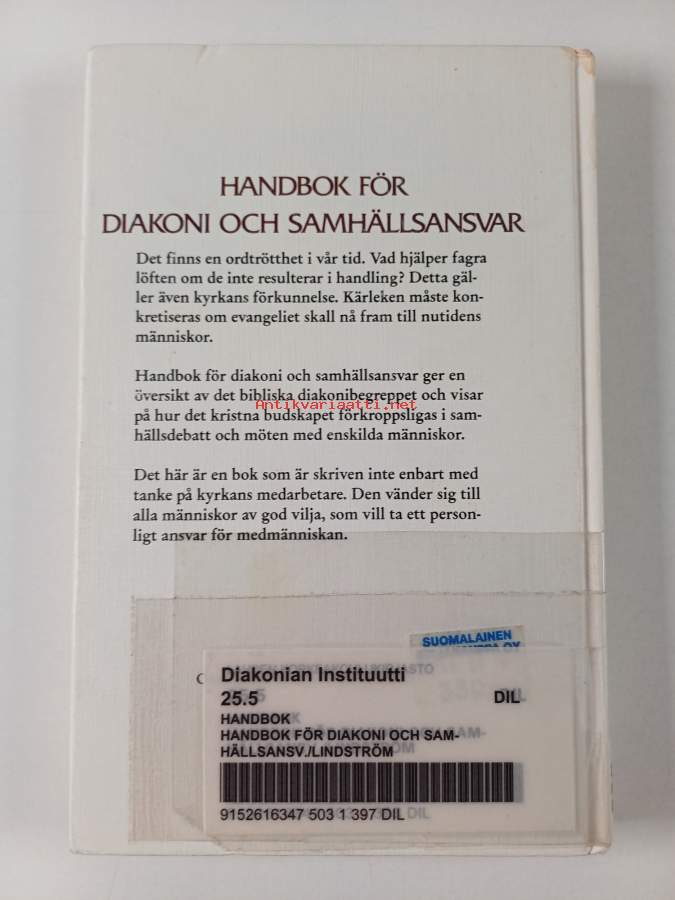 HANDBOK FÖR
DIAKONI OCH SAMHÄLLSANSVAR
Det finns en ordtrötthet i vår tid. Vad hjälper fagra
löften om de inte resulterar i handling? Detta gäl-
ler även kyrkans förkunnelse. Kärleken måste kon-
kretiseras om evangeliet skall nå fram till nutidens
människor.
Handbok för diakoni och samhällsansvar ger en
översikt av det bibliska diakonibegreppet och visar
Antikvariaatti.net
på hur det kristna budskapet förkroppsligas i sam-
hällsdebatt och möten med enskilda människor.
Det här är en bok som är skriven inte enbart med
tanke på kyrkans medarbetare. Den vänder sig till
alla människor av god vilja, som vill ta ett person-
ligt ansvar för medmänniskan.
SUOMALAINEN
Diakonian Instituutti
25.5 DIL
HANDBOK
HANDBOK FÖR DIAKONI OCH SAM-
HÄLLSANSV./LINDSTRÖM
9152616347 503 1 397 DIL